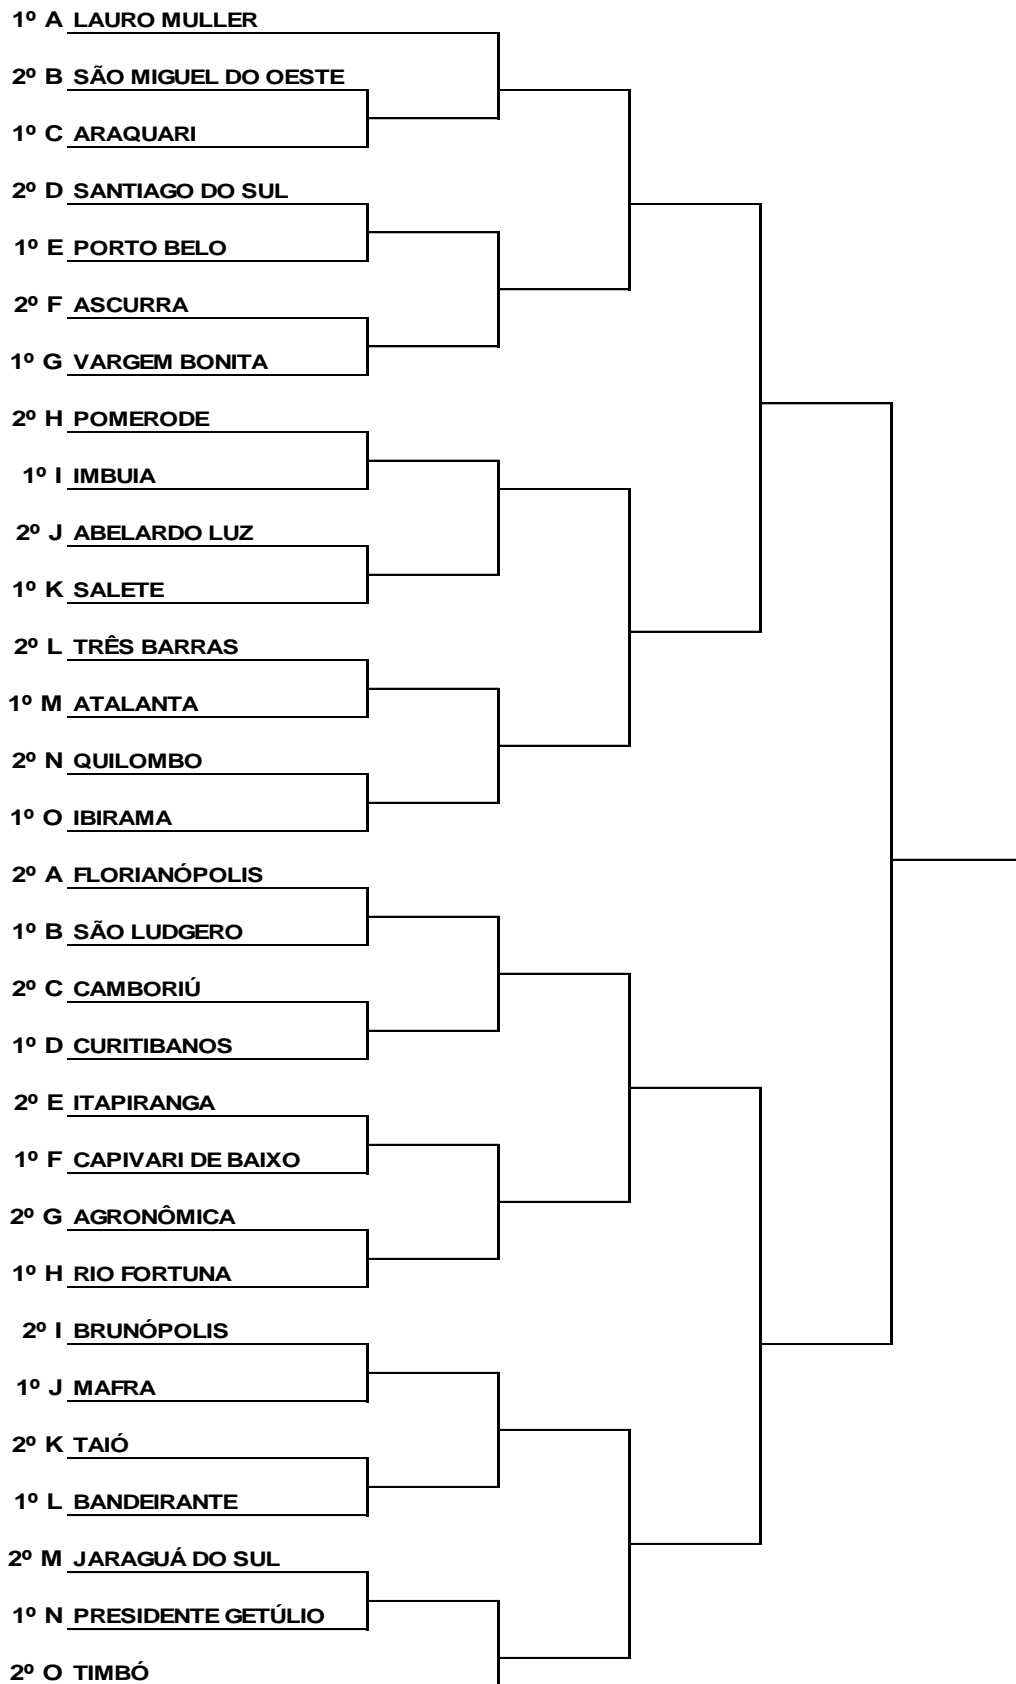 1º A LAURO MULLER
2º B SÃO MIGUEL DO OESTE
1º C ARAQUARI
2º D SANTIAGO DO SUL
1º E PORTO BELO
2º F ASCURRA
1º G VARGEM BONITA
2º H POMERODE
1º I IMBUIA
2º J ABELARDO LUZ
1º K SALETE
2º L TRÊS BARRAS
1º M ATALANTA
2º N QUILOMBO
1º O IBIRAMA
2º A FLORIANÓPOLIS
1º B SÃO LUDGERO
2º C CAMBORIÚ
1º D CURITIBANOS
2º E ITAPIRANGA
1º F CAPIVARI DE BAIXO
2º G AGRONÔMICA
1º H RIO FORTUNA
2º I BRUNÓPOLIS
1º J MAFRA
2º K TAIÓ
1º L BANDEIRANTE
2º M JARAGUÁ DO SUL
1º N PRESIDENTE GETÚLIO
2º O TIMBÓ